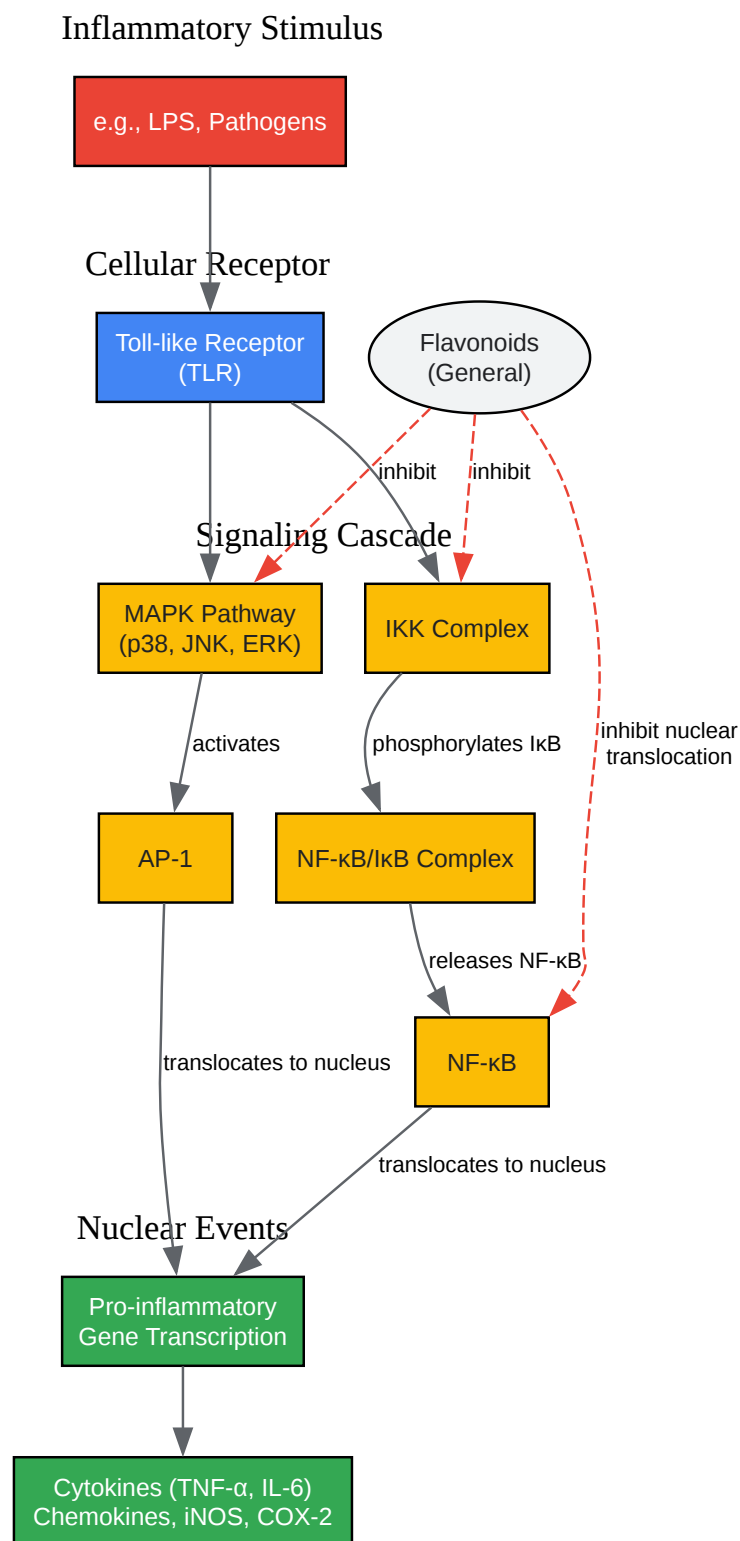 Inflammatory Stimulus
e.g., LPS, Pathogens
Cellular Receptor
Toll-like Receptor
(TLR)
Flavonoids
(General)
inhibit
inhibit
Signaling Cascade
MAPK Pathway
(p38, JNK, ERK)
IKK Complex
inhibit nuclear
translocation
activates
phosphorylates IκB
AP-1
NF-κB/IκB Complex
releases NF-κB
NF-κB
translocates to nucleus
translocates to nucleus
Nuclear Events
Pro-inflammatory
Gene Transcription
Cytokines (TNF-α, IL-6)
Chemokines, iNOS, COX-2